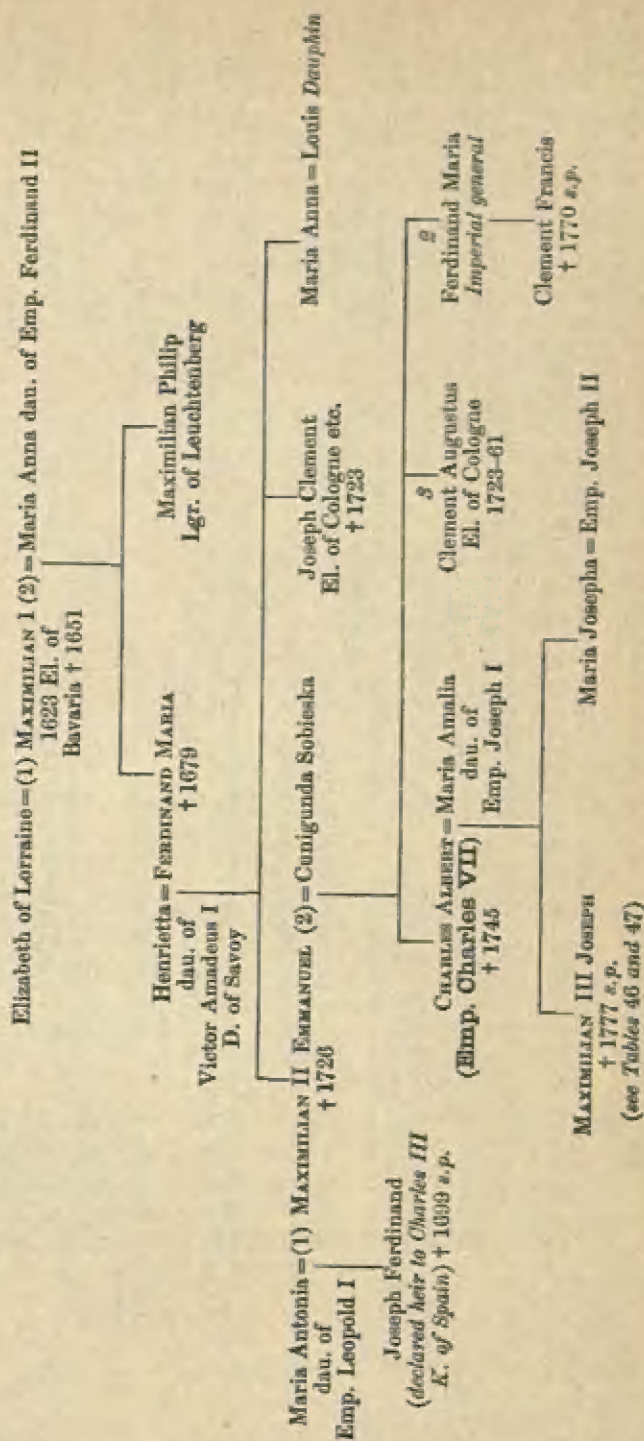 Elizabeth of Lorraine=(1) MAXIMILIAN I (2)=Maria Anna dau. of Emp. Ferdinand II
1623 El. of
Bavaria † 1651
Henrietta=FERDINAND MARIA
dau. of
Victor Amadeus I
D. of Savoy
† 1679
Maximilian Philip
Lgr. of Leuchtenberg
Maria Antonia=(1) MAXIMILIAN II EMMANUEL (2)=Cunigunda Sobieska
dau. of
Emp. Leopold I
† 1726
Joseph Clement
El. of Cologne etc.
† 1723
Maria Anna=Louis Dauphin
Joseph Ferdinand
(declared heir to Charles III
K. of Spain) † 1699 s.p.
CHARLES ALBERT=Maria Amalia
(Emp. Charles VII)
† 1745
dau. of
Emp. Joseph I
3
Clement Augustus
El. of Cologne
1723-61
2
Ferdinand Maria
Imperial general
Clement Francis
† 1770 s.p.
MAXIMILIAN III JOSEPH
† 1777 s.p.
(see Tables 46 and 47)
Maria Josepha=Emp. Joseph II